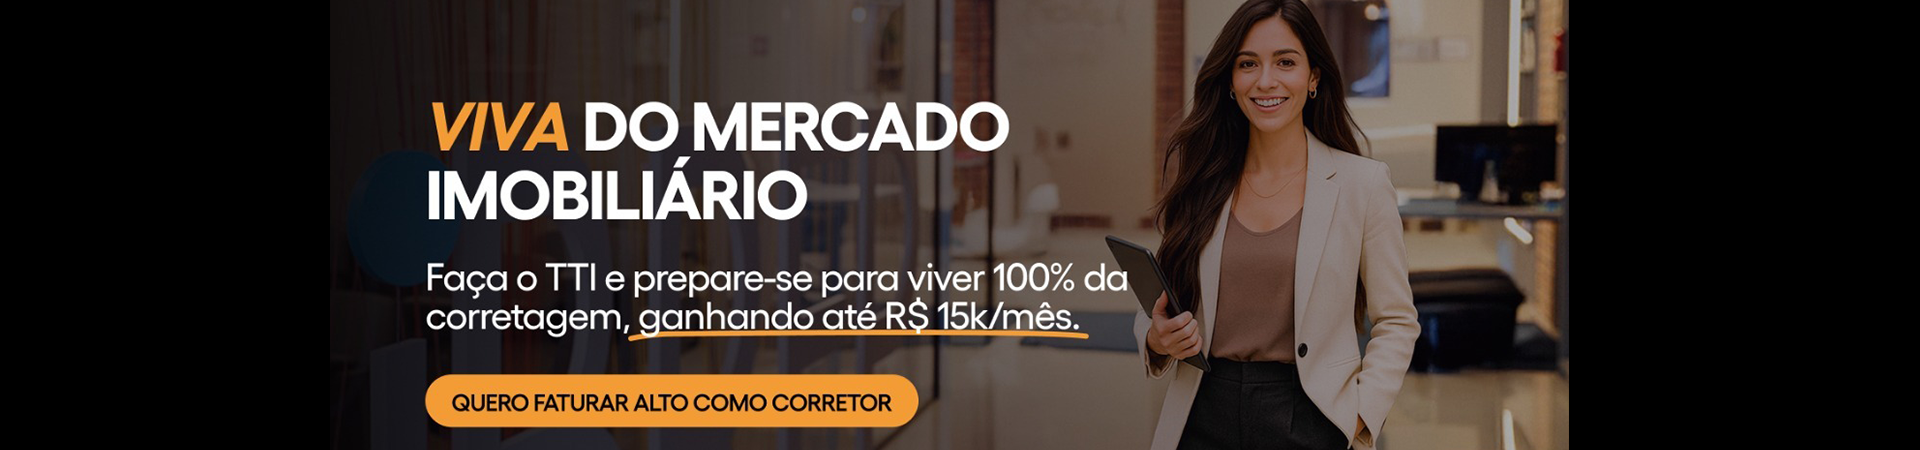 VIVA DO MERCADO
IMOBILIÁRIO
Faça o TTI e prepare-se para viver 100% da
corretagem, ganhando até R$ 15k/mês.
QUERO FATURAR ALTO COMO CORRETOR